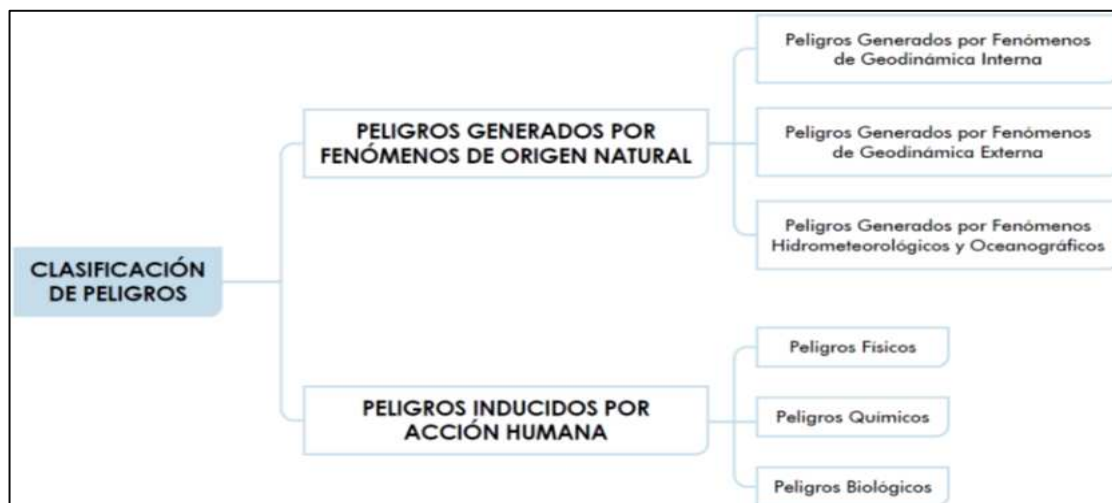 CLASIFICACIÓN
DE PELIGROS
PELIGROS GENERADOS POR
FENÓMENOS DE ORIGEN NATURAL
Peligros Generados por Fenómenos
de Geodinámica Interna
Peligros Generados por Fenómenos
de Geodinámica Externa
Peligros Generados por Fenómenos
Hidrometeorológicos y Oceanográficos
PELIGROS INDUCIDOS POR
ACCIÓN HUMANA
Peligros Físicos
Peligros Químicos
Peligros Biológicos